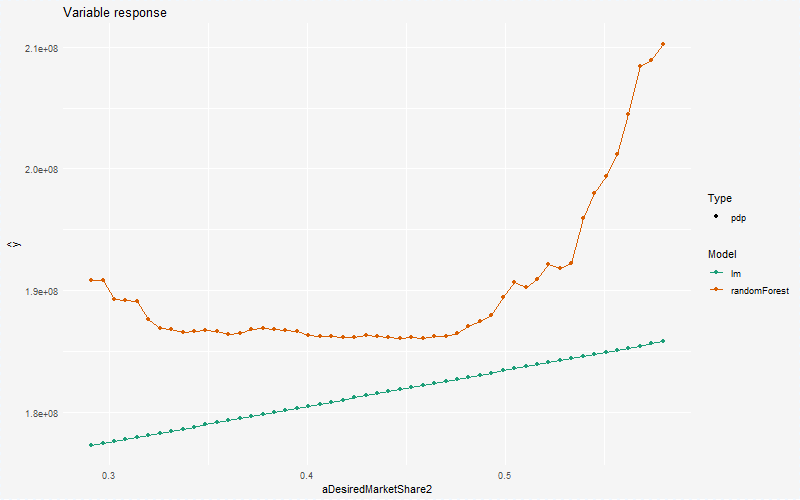 Variable response
2.1e+08
2.0e+08
1.9e+08
1.8e+08
<y
0.3
0.4
0.5
aDesiredMarketShare2
Type
pdp
Model
lm
randomForest